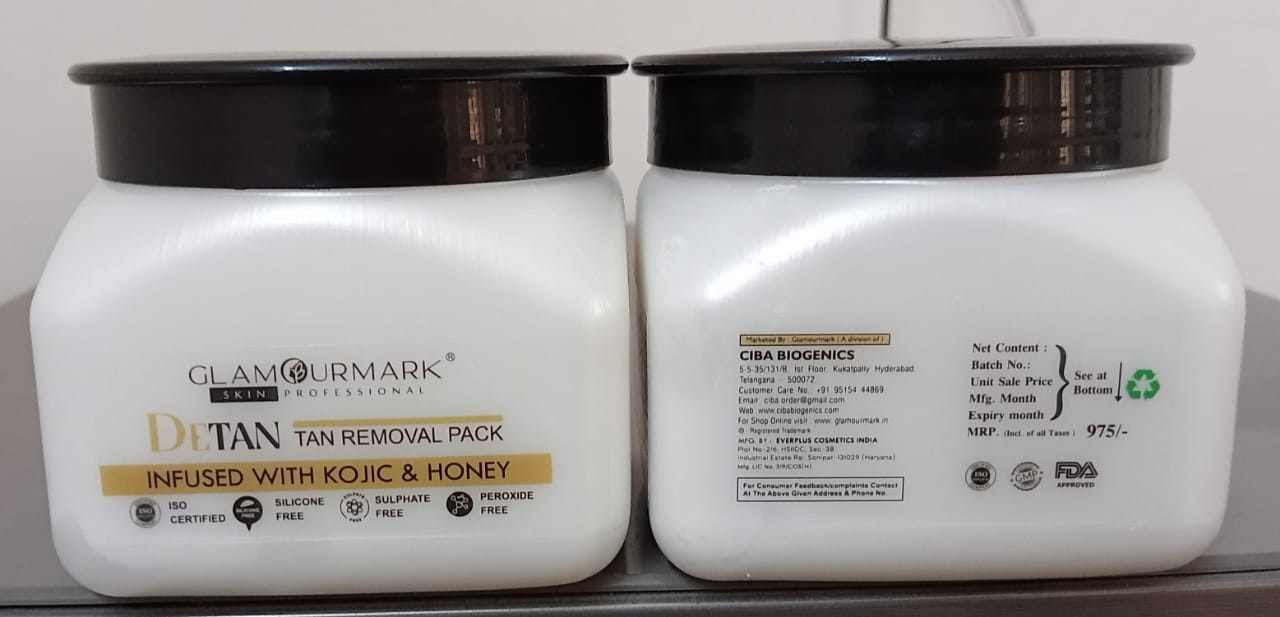 GLAMOURMARK®
SKIN PROFESSIONAL
DETAN TAN REMOVAL PACK
INFUSED WITH KOJIC & HONEY
ISO CERTIFIED
SILICONE FREE
SULPHATE FREE
PEROXIDE FREE
Marketed By : Glamourmark ( A division of )
CIBA BIOGENICS
5-5-35/131/B, Ist Floor, Kukatpally Hyderabad,
Telangana - 500072
Customer Care No. +91 95154 44869,
Email : ciba.order@gmail.com
Web : www.cibabiogenics.com
For Shop Online visit : www. glamourmark.in
® : Registered Trademark
MFG. BY : EVERPLUS COSMETICS INDIA
Plot No-216, HSIIDC, Sec-38,
Industrial Estate Rai, Sonipat-131029 (Haryana)
Mfg. LIC No. 319/COS(H)
For Consumer Feedback/complaints Contact
At The Above Given Address & Phone No.
Net Content :
Batch No.:
Unit Sale Price
Mfg. Month
Expiry month
See at
Bottom
MRP. (Incl. of all Taxes) 975/-
ISO
GMP
FDA
APPROVED